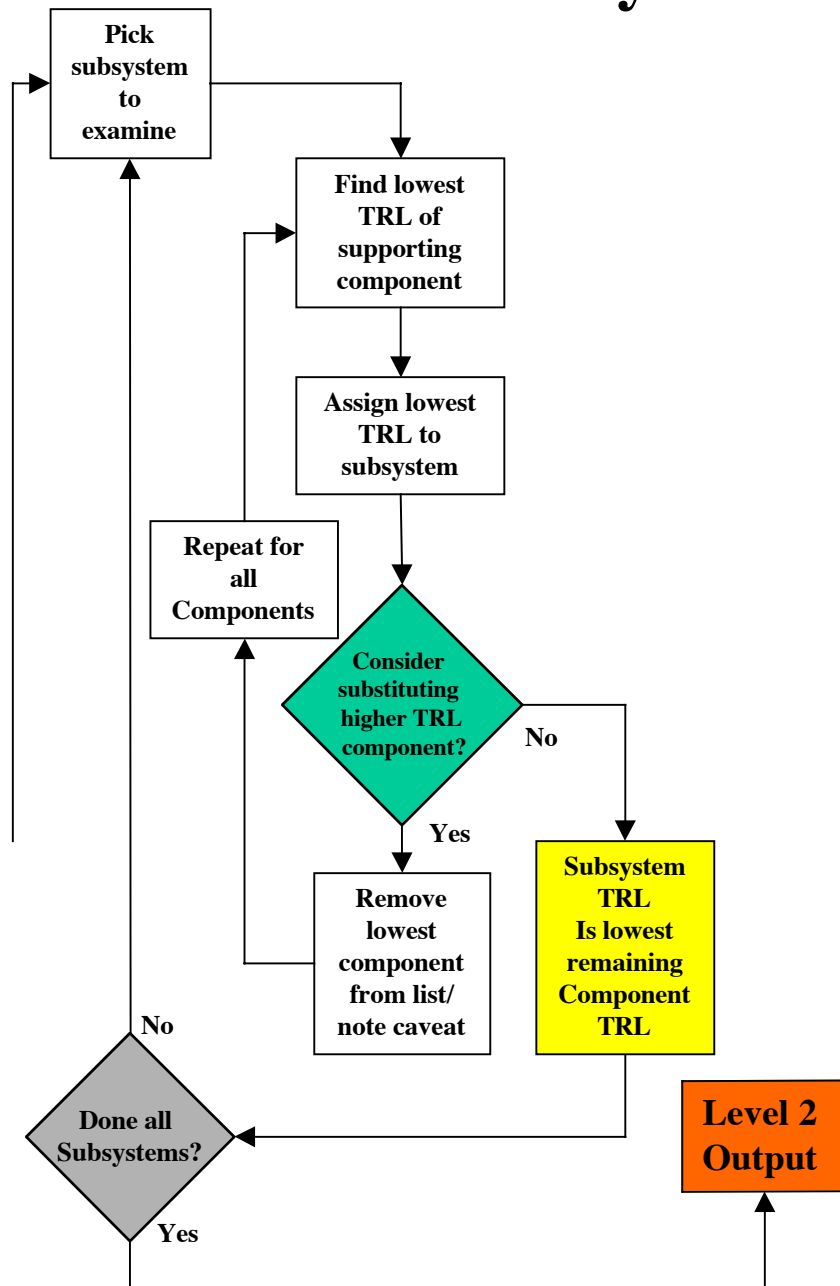 y
Pick
subsystem
to
examine
Find lowest
TRL of
supporting
component
Assign lowest
TRL to
subsystem
Repeat for
all
Components
Consider
substituting
higher TRL
component?
No
Yes
Remove
lowest
component
from list/
note caveat
Subsystem
TRL
Is lowest
remaining
Component
TRL
No
Done all
Subsystems?
Yes
Level 2
Output